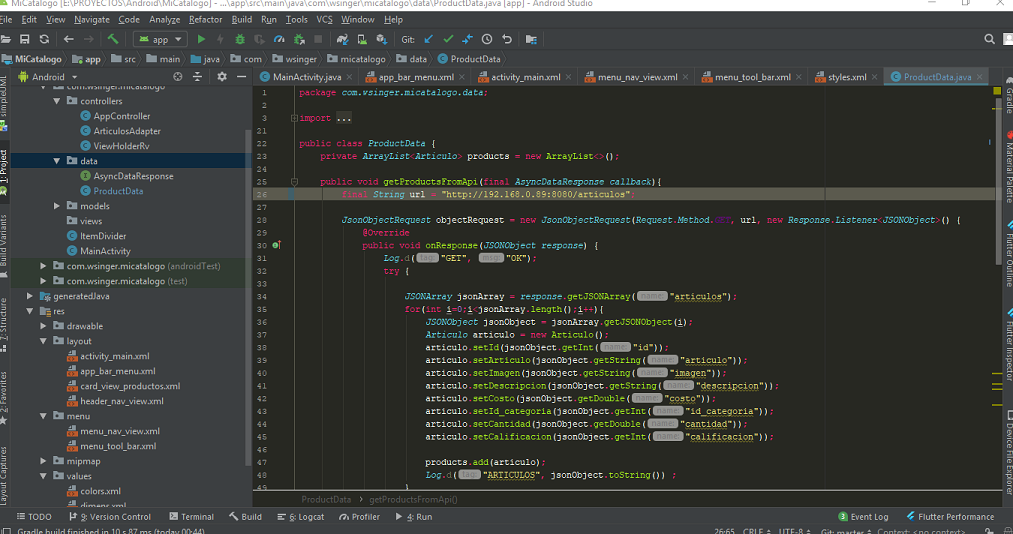 MiCatalogo [E:\PROYECTOS\Android\MiCatalogo] - ...\app\src\main\java\com\wsinger\micatalogo\data\ProductData.java [app] - Android Studio
File Edit View Navigate Code Analyze Refactor Build Run Tools VCS Window Help
app Git:
MiCatalogo app src main java com wsinger micatalogo data ProductData
Android MainActivity.java app_bar_menu.xml activity_main.xml menu_nav_view.xml menu_tool_bar.xml styles.xml ProductData.java
com.wsinger.micatalogo
controllers
AppController
ArticulosAdapter
ViewHolderRv
data
AsyncDataResponse
ProductData
models
views
ItemDivider
MainActivity
com.wsinger.micatalogo (androidTest)
com.wsinger.micatalogo (test)
generatedJava
res
drawable
layout
activity_main.xml
app_bar_menu.xml
card_view_productos.xml
header_nav_view.xml
menu
menu_nav_view.xml
menu_tool_bar.xml
mipmap
values
colors.xml
dimens.xml
1 package com.wsinger.micatalogo.data;
2
3 import ...
21
22 public class ProductData {
23 private ArrayList<Articulo> products = new ArrayList<>();
24
25 public void getProductsFromApi(final AsyncDataResponse callback){
26 final String url = "http://192.168.0.89:8080/articulos";
27
28 JsonObjectRequest objectRequest = new JsonObjectRequest(Request.Method.GET, url, new Response.Listener<JSONObject>() {
29 @Override
30 public void onResponse(JSONObject response) {
31 Log.d( tag: "GET", msg: "OK");
32 try {
33
34 JSONArray jsonArray = response.getJSONArray( name: "articulos");
35 for(int i=0;i<jsonArray.length();i++){
36 JSONObject jsonObject = jsonArray.getJSONObject(i);
37 Articulo articulo = new Articulo();
38 articulo.setId(jsonObject.getInt( name: "id"));
39 articulo.setArticulo(jsonObject.getString( name: "articulo"));
40 articulo.setImagen(jsonObject.getString( name: "imagen"));
41 articulo.setDescripcion(jsonObject.getString( name: "descripcion"));
42 articulo.setCosto(jsonObject.getDouble( name: "costo"));
43 articulo.setId_categoria(jsonObject.getInt( name: "id_categoria"));
44 articulo.setCantidad(jsonObject.getDouble( name: "cantidad"));
45 articulo.setCalificacion(jsonObject.getInt( name: "calificacion"));
46
47 products.add(articulo);
48 Log.d( tag: "ARTICULOS", jsonObject.toString()) ;
49 }
ProductData getProductsFromApi()
simpleUML
1: Project
Build Variants
7: Structure
2: Favorites
Layout Captures
Gradle
Material Palette
Flutter Outline
Flutter Inspector
Device File Explorer
TODO 9: Version Control Terminal Build 6: Logcat Profiler 4: Run 3 Event Log Flutter Performance
Gradle build finished in 10 s 87 ms (today 00:44) 26:65 CRLF UTF-8 Git: master Context: <no context>